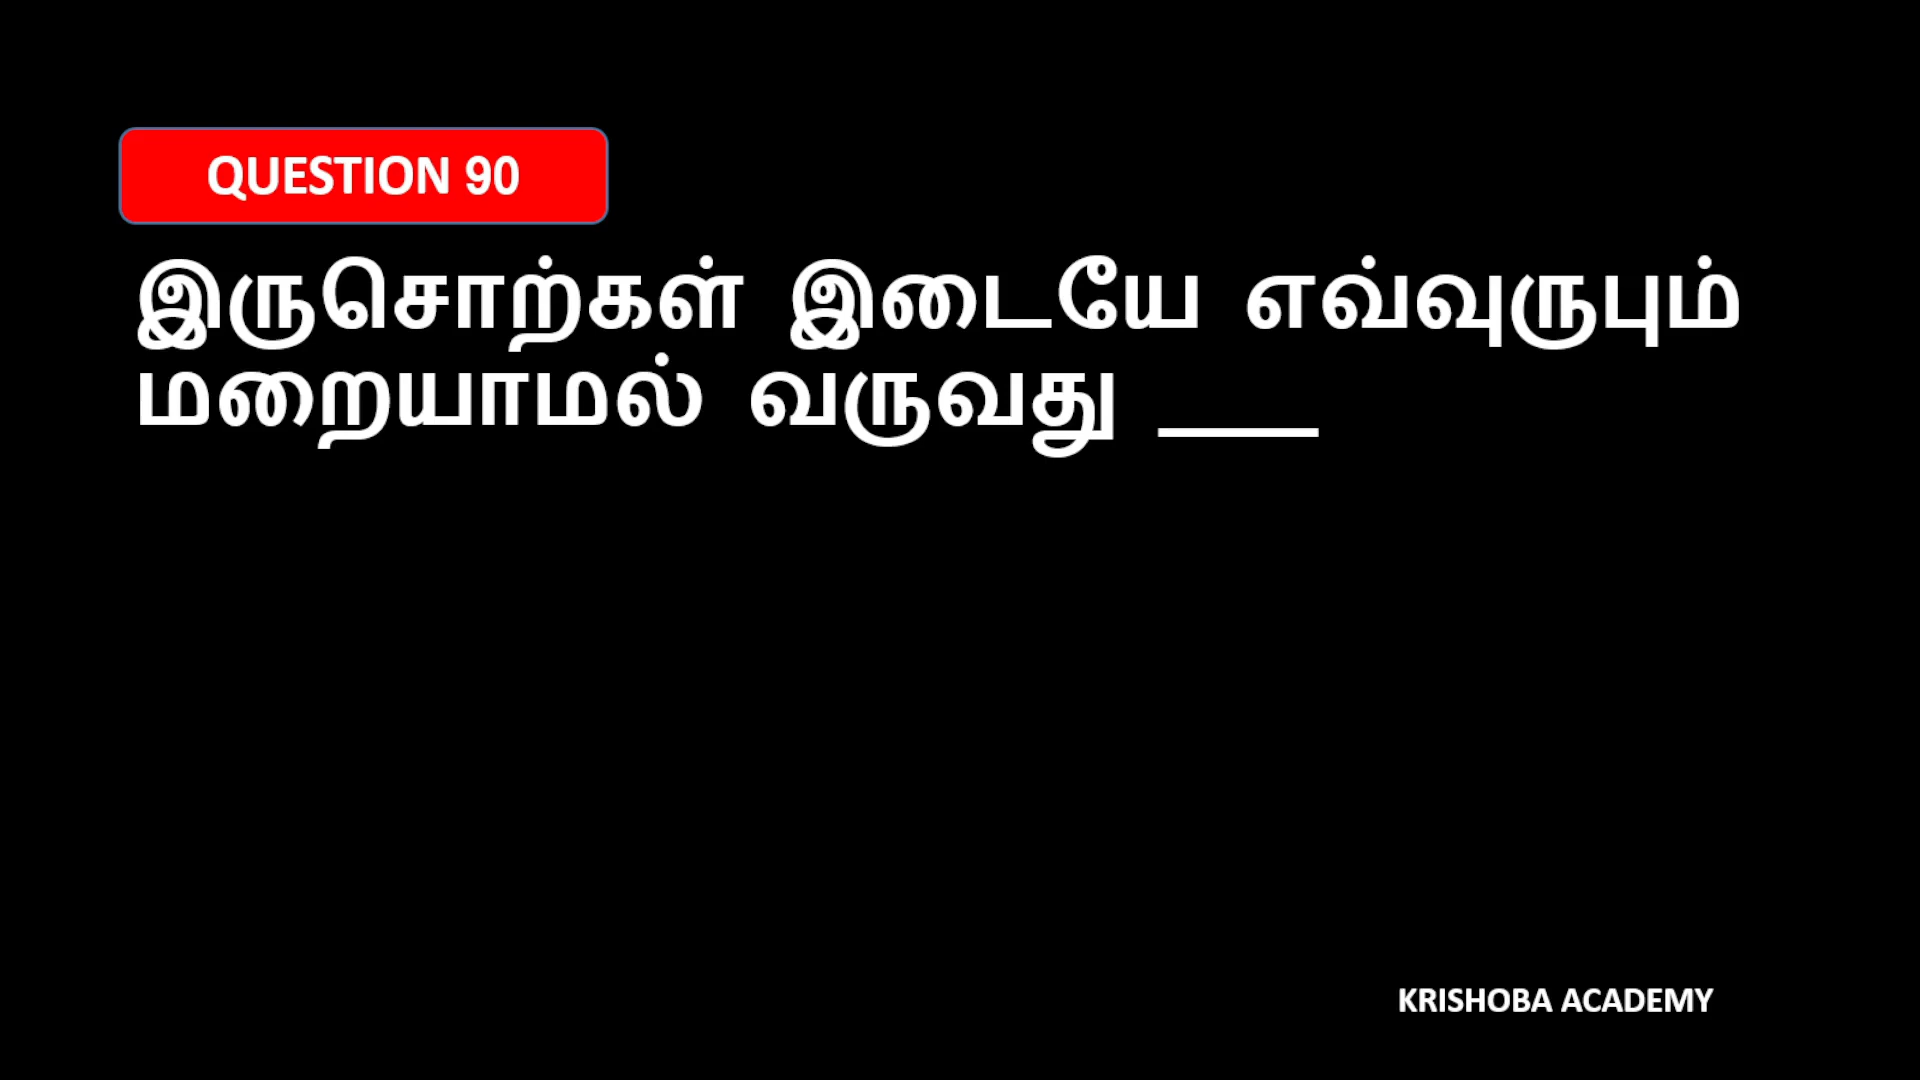 QUESTION 90
இருசொற்கள் இடையே எவ்வுருபும்
மறையாமல் வருவது ____
KRISHOBA ACADEMY